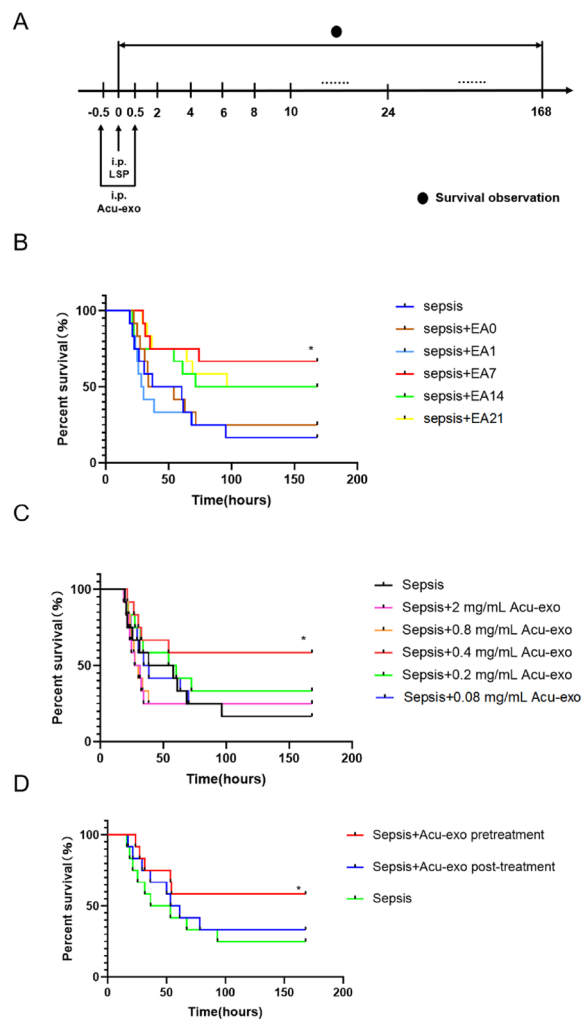 A
-0.5 0 0.5 2 4 6 8 10 ....... ....... 24 168
i.p.
LSP
i.p.
Acu-exo
Survival observation
B
Percent survival (%)
100
50
0
0 50 100 150 200
Time(hours)
*
sepsis
sepsis+EA0
sepsis+EA1
sepsis+EA7
sepsis+EA14
sepsis+EA21
C
Percent survival (%)
100
50
0
0 50 100 150 200
Time(hours)
*
Sepsis
Sepsis+2 mg/mL Acu-exo
Sepsis+0.8 mg/mL Acu-exo
Sepsis+0.4 mg/mL Acu-exo
Sepsis+0.2 mg/mL Acu-exo
Sepsis+0.08 mg/mL Acu-exo
D
Percent survival (%)
100
50
0
0 50 100 150 200
Time(hours)
*
Sepsis+Acu-exo pretreatment
Sepsis+Acu-exo post-treatment
Sepsis